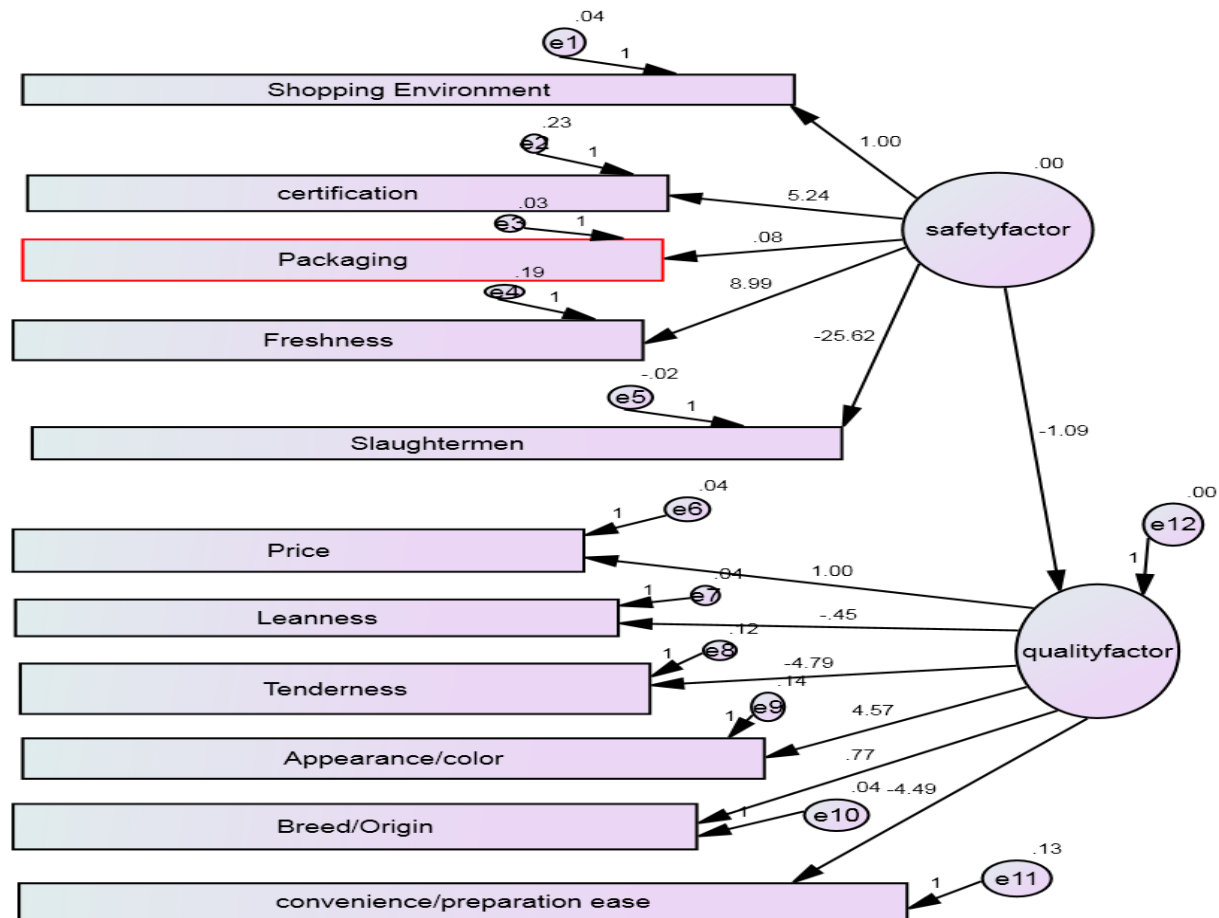 .04
e1
1
Shopping Environment
1.00
.23
e2
1
.00
certification
5.24
safetyfactor
.03
e3
1
.08
Packaging
.19
e4
1
8.99
Freshness
-25.62
-.02
e5
1
Slaughtermen
-1.09
.04
e6
1
.00
e12
1
Price
1.00
.04
e7
1
Leanness
-.45
.12
e8
1
qualityfactor
Tenderness
-4.79
.14
e9
1
4.57
Appearance/color
.77
.04
-4.49
e10
1
Breed/Origin
.13
e11
1
convenience/preparation ease